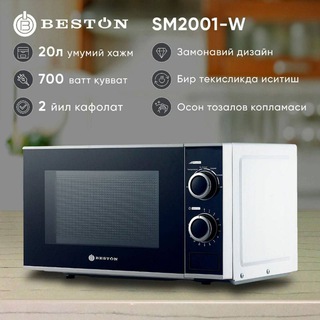 BESTON SM2001-W
20л умумий хажм
700 ватт кувват
2 йил кафолат
Замонавий дизайн
Бир текисликда иситиш
Осон тозалов копламаси
BESTON